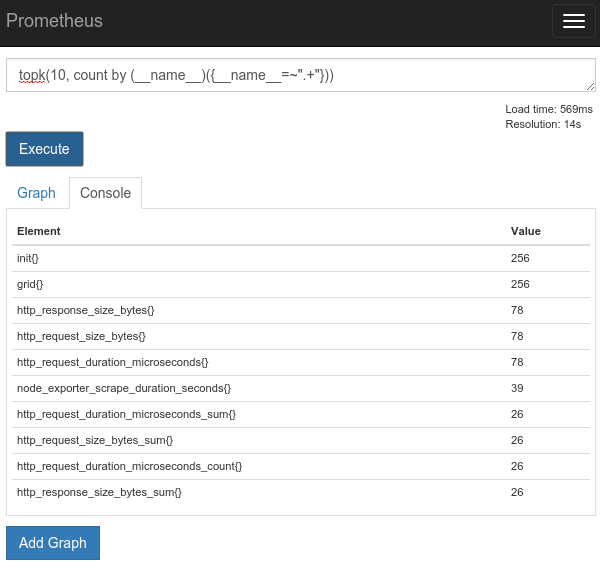 Prometheus
topk(10, count by (__name__)({__name__=~".+"}))
Load time: 569ms
Resolution: 14s
Execute
Graph Console
Element Value
init{} 256
grid{} 256
http_response_size_bytes{} 78
http_request_size_bytes{} 78
http_request_duration_microseconds{} 78
node_exporter_scrape_duration_seconds{} 39
http_request_duration_microseconds_sum{} 26
http_request_size_bytes_sum{} 26
http_request_duration_microseconds_count{} 26
http_response_size_bytes_sum{} 26
Add Graph